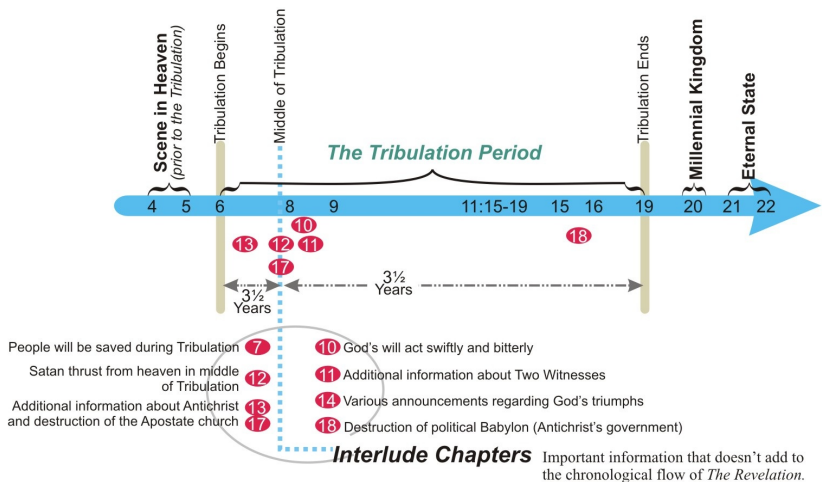 Scene in Heaven
(prior to the Tribulation)
Tribulation Begins
Middle of Tribulation
Tribulation Ends
Millennial Kingdom
Eternal State
The Tribulation Period
4 5 6 8 9 11:15-19 15 16 19 20 21 22
10
13 12 11 18
17
3½
Years
3½
Years
People will be saved during Tribulation 7
Satan thrust from heaven in middle
of Tribulation 12
Additional information about Antichrist 13
and destruction of the Apostate church 17
10 God's will act swiftly and bitterly
11 Additional information about Two Witnesses
14 Various announcements regarding God's triumphs
18 Destruction of political Babylon (Antichrist's government)
Interlude Chapters
Important information that doesn't add to
the chronological flow of The Revelation.